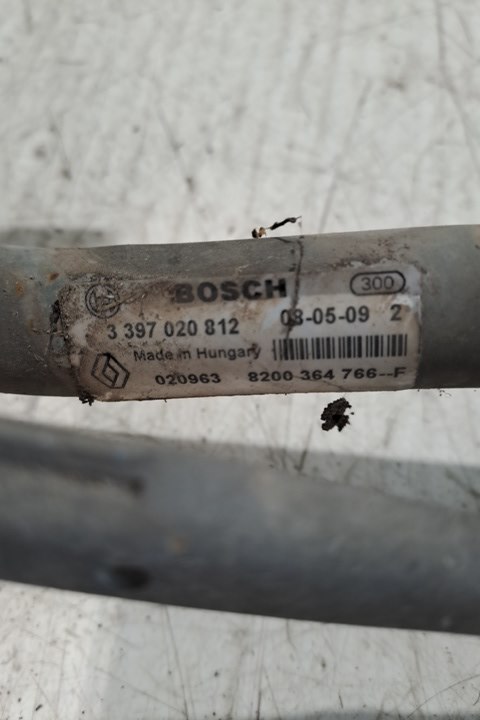 BOSCH 300
3 397 020 812 08-05-09 2
Made in Hungary
020963 8200 364 766--F